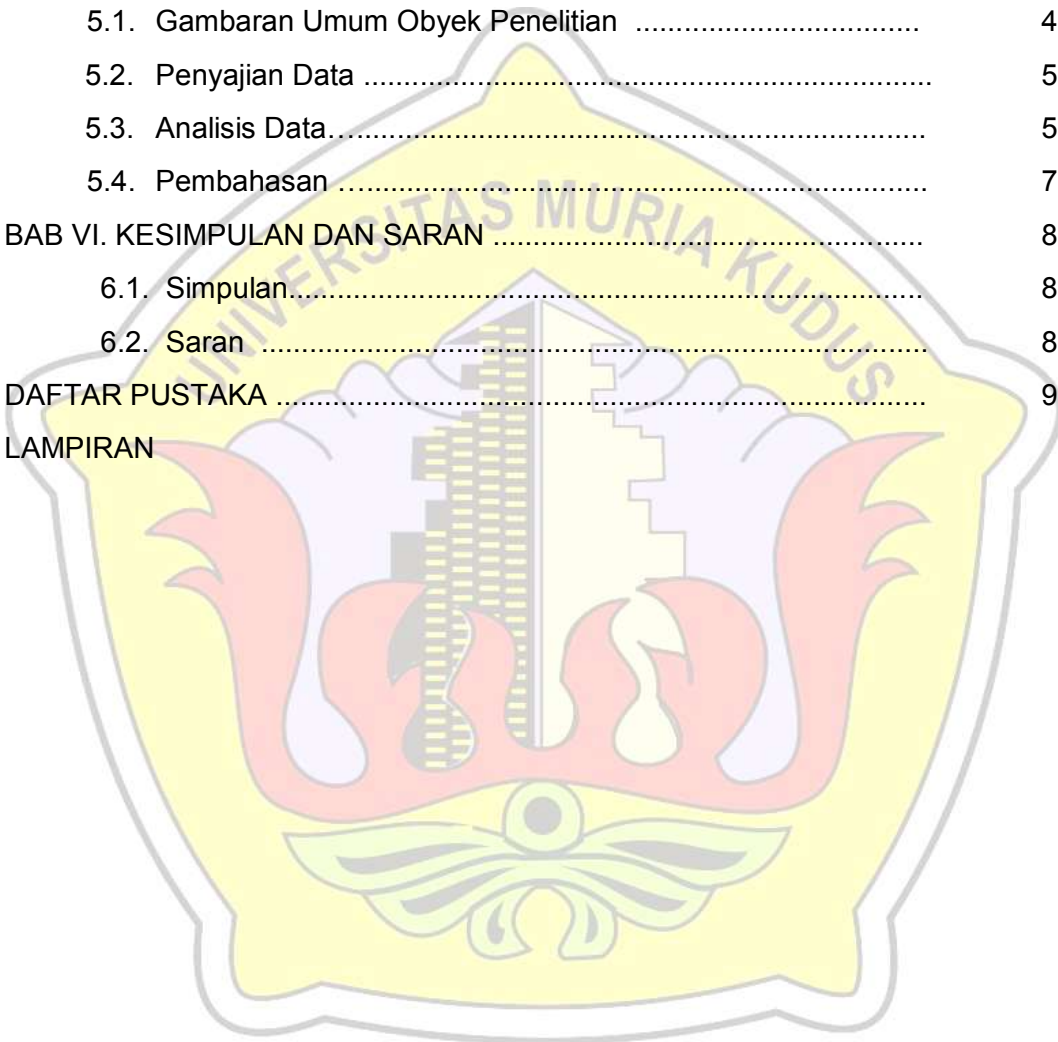 5.1. Gambaran Umum Obyek Penelitian ................................... 4
5.2. Penyajian Data ....................................................................... 5
5.3. Analisis Data........................................................................... 5
5.4. Pembahasan ........................................................................... 7
BAB VI. KESIMPULAN DAN SARAN ...................................................... 8
6.1. Simpulan................................................................................ 8
6.2. Saran ................................................................................... 8
DAFTAR PUSTAKA ................................................................................. 9
LAMPIRAN
UNIVERSITAS MURIA KUDUS